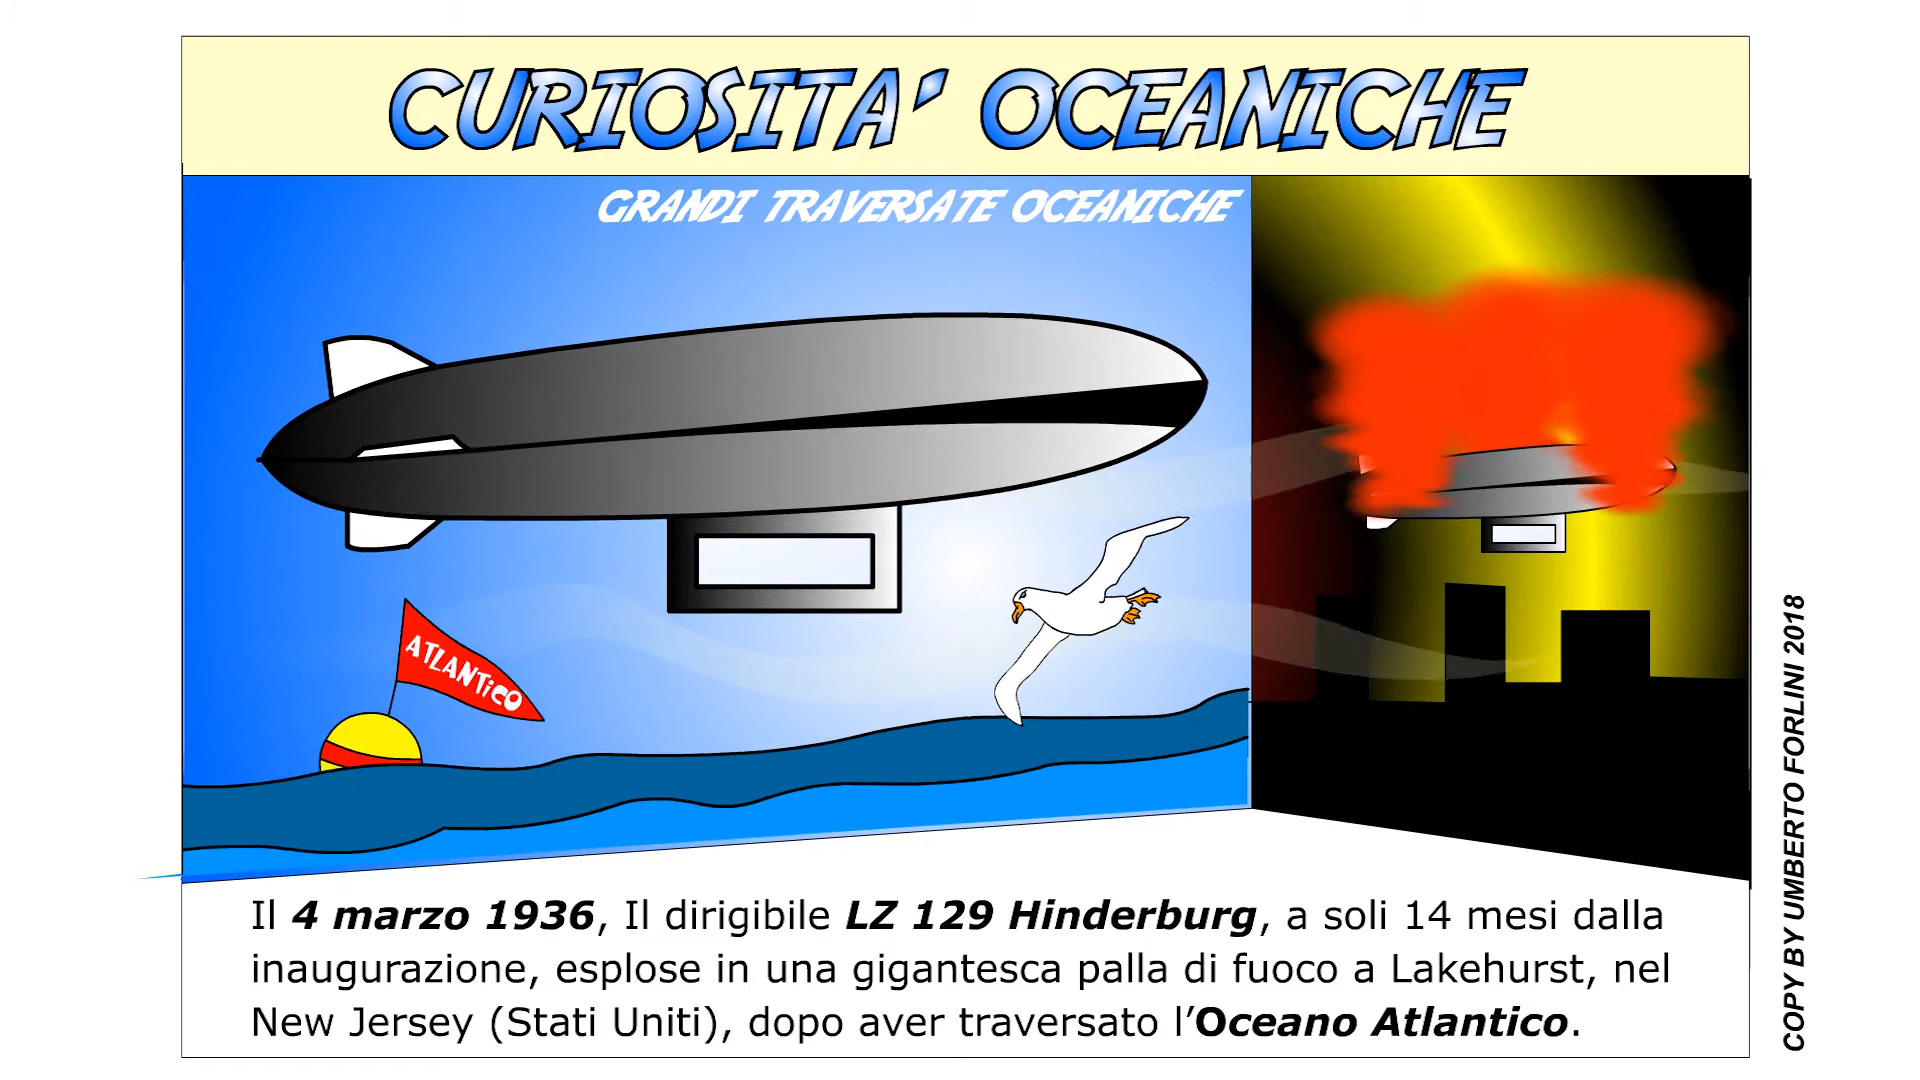 CURIOSITA' OCEANICHE
GRANDI TRAVERSATE OCEANICHE
ATLANTiCO
Il 4 marzo 1936, Il dirigibile LZ 129 Hinderburg, a soli 14 mesi dalla
inaugurazione, esplose in una gigantesca palla di fuoco a Lakehurst, nel
New Jersey (Stati Uniti), dopo aver traversato l’Oceano Atlantico.
COPY BY UMBERTO FORLINI 2018